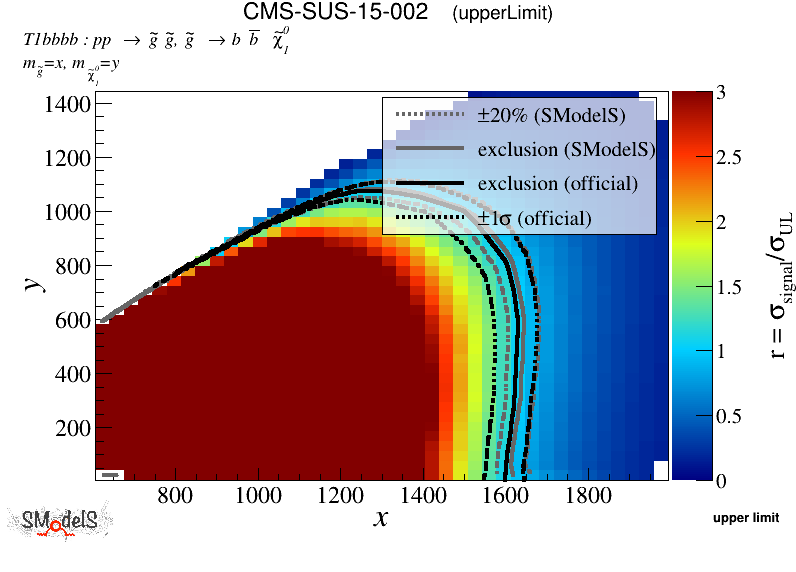 CMS-SUS-15-002 (upperLimit)
T1bbbb : pp → g̃ g̃, g̃ → b b̄ χ̃₁⁰
m_g̃=x, m_χ̃₁⁰=y
±20% (SModelS)
exclusion (SModelS)
exclusion (official)
±1σ (official)
1400
1200
1000
800
600
400
200
y
800 1000 1200 1400 1600 1800
x
3
2.5
2
1.5
1
0.5
0
r = σ_signal/σ_UL
SModelS
upper limit